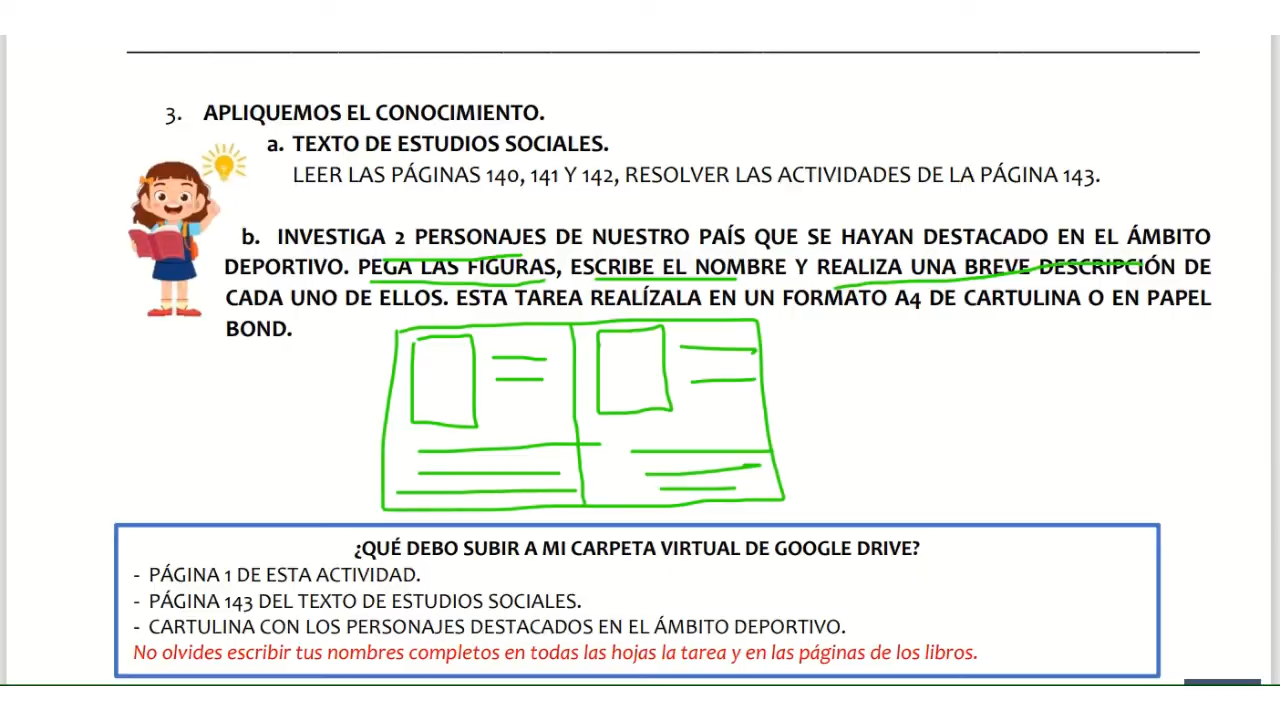 3. APLIQUEMOS EL CONOCIMIENTO.
a. TEXTO DE ESTUDIOS SOCIALES.
LEER LAS PÁGINAS 140, 141 Y 142, RESOLVER LAS ACTIVIDADES DE LA PÁGINA 143.
b. INVESTIGA 2 PERSONAJES DE NUESTRO PAÍS QUE SE HAYAN DESTACADO EN EL ÁMBITO
DEPORTIVO. PEGA LAS FIGURAS, ESCRIBE EL NOMBRE Y REALIZA UNA BREVE DESCRIPCIÓN DE
CADA UNO DE ELLOS. ESTA TAREA REALÍZALA EN UN FORMATO A4 DE CARTULINA O EN PAPEL
BOND.
¿QUÉ DEBO SUBIR A MI CARPETA VIRTUAL DE GOOGLE DRIVE?
- PÁGINA 1 DE ESTA ACTIVIDAD.
- PÁGINA 143 DEL TEXTO DE ESTUDIOS SOCIALES.
- CARTULINA CON LOS PERSONAJES DESTACADOS EN EL ÁMBITO DEPORTIVO.
No olvides escribir tus nombres completos en todas las hojas la tarea y en las páginas de los libros.